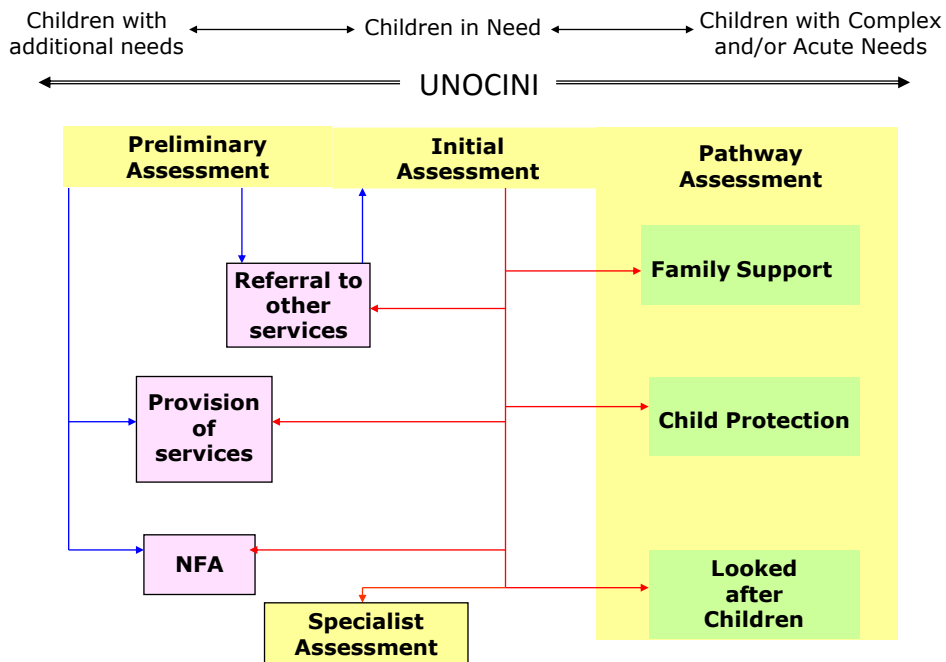 Children with
additional needs
Children in Need
Children with Complex
and/or Acute Needs
UNOCINI
Preliminary
Assessment
Initial
Assessment
Pathway
Assessment
Referral to
other
services
Family Support
Provision
of
services
Child Protection
NFA
Specialist
Assessment
Looked
after
Children